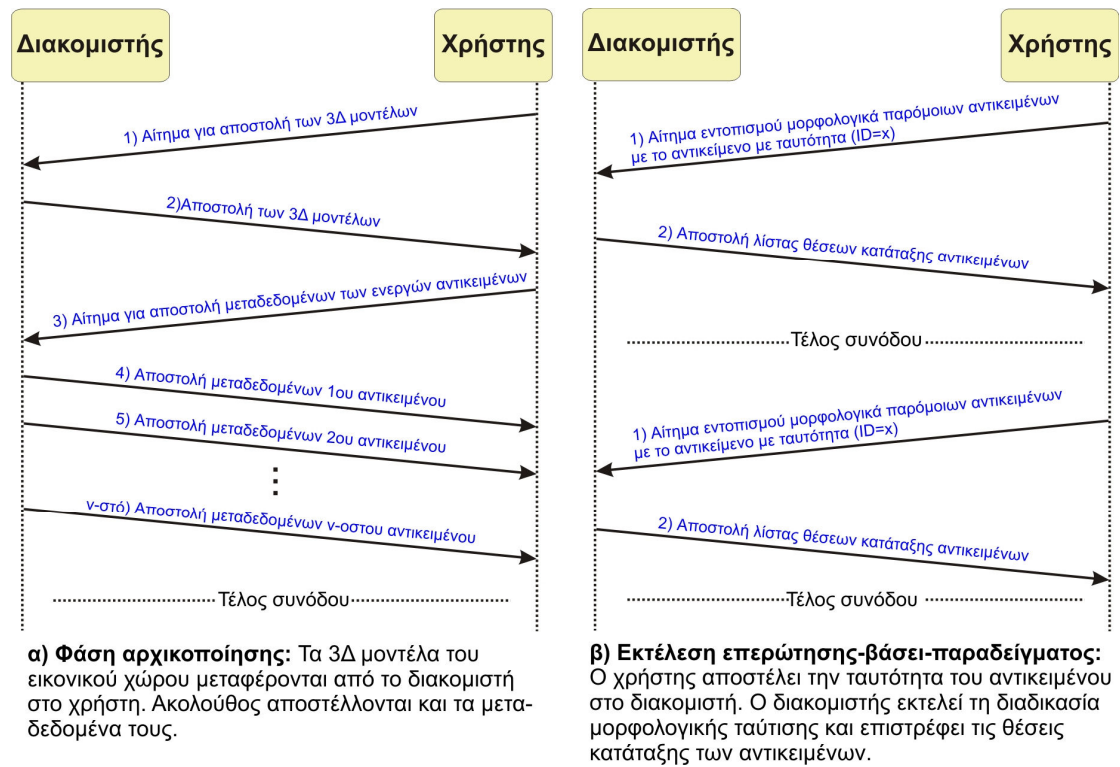 Διακομιστής
Χρήστης
1) Αίτημα για αποστολή των 3Δ μοντέλων
2)Αποστολή των 3Δ μοντέλων
3) Αίτημα για αποστολή μεταδεδομένων των ενεργών αντικειμένων
4) Αποστολή μεταδεδομένων 1ου αντικειμένου
5) Αποστολή μεταδεδομένων 2ου αντικειμένου
ν-στό) Αποστολή μεταδεδομένων ν-οστου αντικειμένου
Τέλος συνόδου
α) Φάση αρχικοποίησης: Τα 3Δ μοντέλα του
εικονικού χώρου μεταφέρονται από το διακομιστή
στο χρήστη. Ακολούθος αποστέλλονται και τα μετα-
δεδομένα τους.
Διακομιστής
Χρήστης
1) Αίτημα εντοπισμού μορφολογικά παρόμοιων αντικειμένων
με το αντικείμενο με ταυτότητα (ID=x)
2) Αποστολή λίστας θέσεων κατάταξης αντικειμένων
Τέλος συνόδου
1) Αίτημα εντοπισμού μορφολογικά παρόμοιων αντικειμένων
με το αντικείμενο με ταυτότητα (ID=x)
2) Αποστολή λίστας θέσεων κατάταξης αντικειμένων
Τέλος συνόδου
β) Εκτέλεση επερώτησης-βάσει-παραδείγματος:
Ο χρήστης αποστέλει την ταυτότητα του αντικειμένου
στο διακομιστή. Ο διακομιστής εκτελεί τη διαδικασία
μορφολογικής ταύτισης και επιστρέφει τις θέσεις
κατάταξης των αντικειμένων.